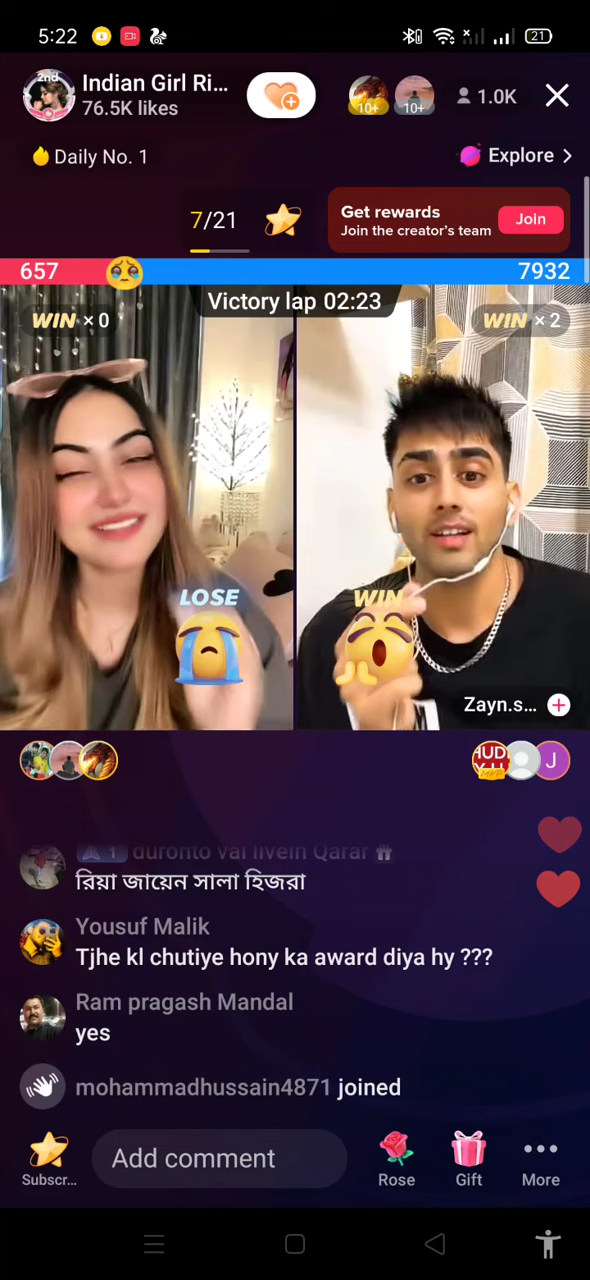 5:22
21
2nd
Indian Girl Ri...
76.5K likes
10+
10+
1.0K
Daily No. 1
Explore >
7/21
Get rewards
Join the creator's team
Join
657
7932
Victory lap 02:23
WIN × 0
WIN × 2
LOSE
WIN
Zayn.s...
J
1 duronto vai livein Qarar
রিয়া জায়েন সালা হিজরা
Yousuf Malik
Tjhe kl chutiye hony ka award diya hy ???
Ram pragash Mandal
yes
mohammadhussain4871 joined
Subscr...
Add comment
Rose
Gift
More